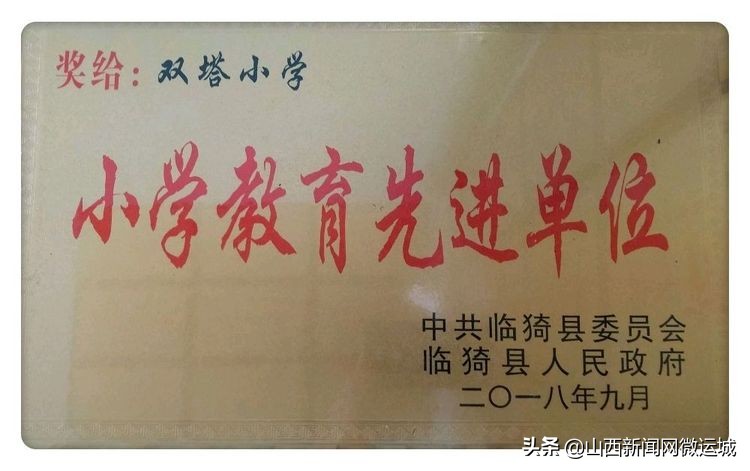 奖给：双塔小学
小学教育先进单位
中共临猗县委员会
临猗县人民政府
二〇一八年九月
头条 @山西新闻网微运城